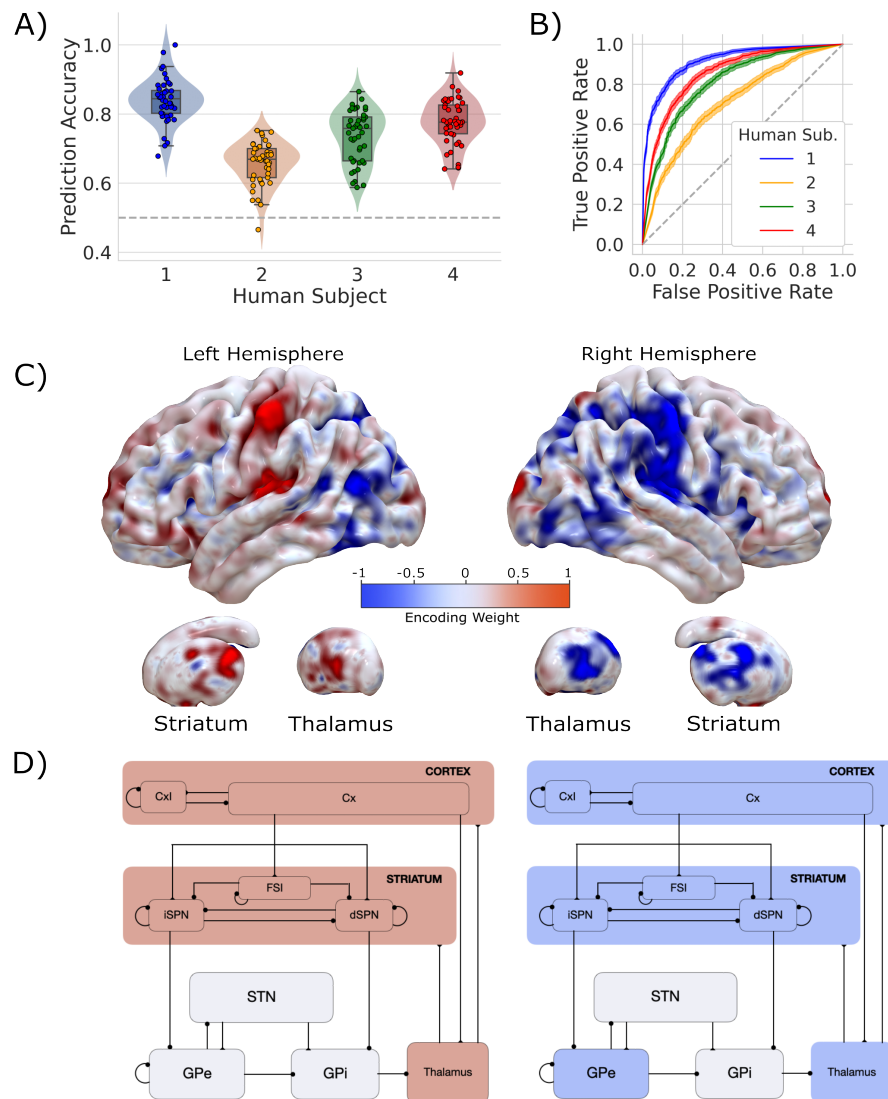 A)
Prediction Accuracy
1.0
0.8
0.6
0.4
1 2 3 4
Human Subject
B)
True Positive Rate
1.0
0.8
0.6
0.4
0.2
0.0
Human Sub.
1
2
3
4
0.0 0.2 0.4 0.6 0.8 1.0
False Positive Rate
C)
Left Hemisphere
Right Hemisphere
-1 -0.5 0 0.5 1
Encoding Weight
Striatum
Thalamus
Thalamus
Striatum
D)
CORTEX
CxI
Cx
STRIATUM
FSI
iSPN
dSPN
STN
GPe
GPi
Thalamus
CORTEX
CxI
Cx
STRIATUM
FSI
iSPN
dSPN
STN
GPe
GPi
Thalamus